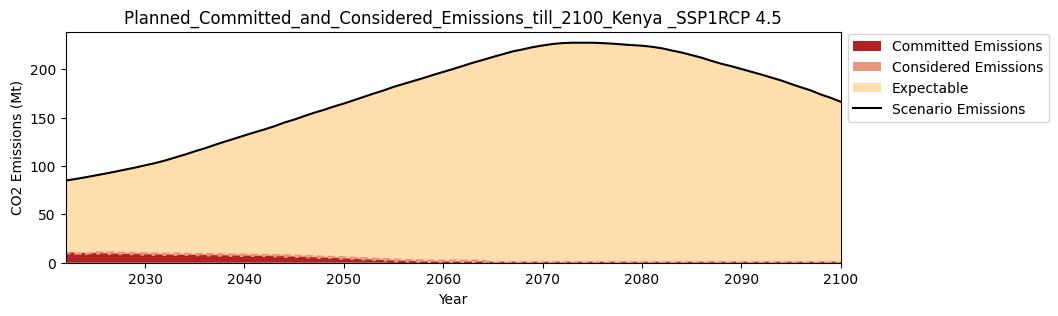 Planned_Committed_and_Considered_Emissions_till_2100_Kenya _SSP1RCP 4.5
Committed Emissions
Considered Emissions
Expectable
Scenario Emissions
CO2 Emissions (Mt)
200
150
100
50
0
2030 2040 2050 2060 2070 2080 2090 2100
Year